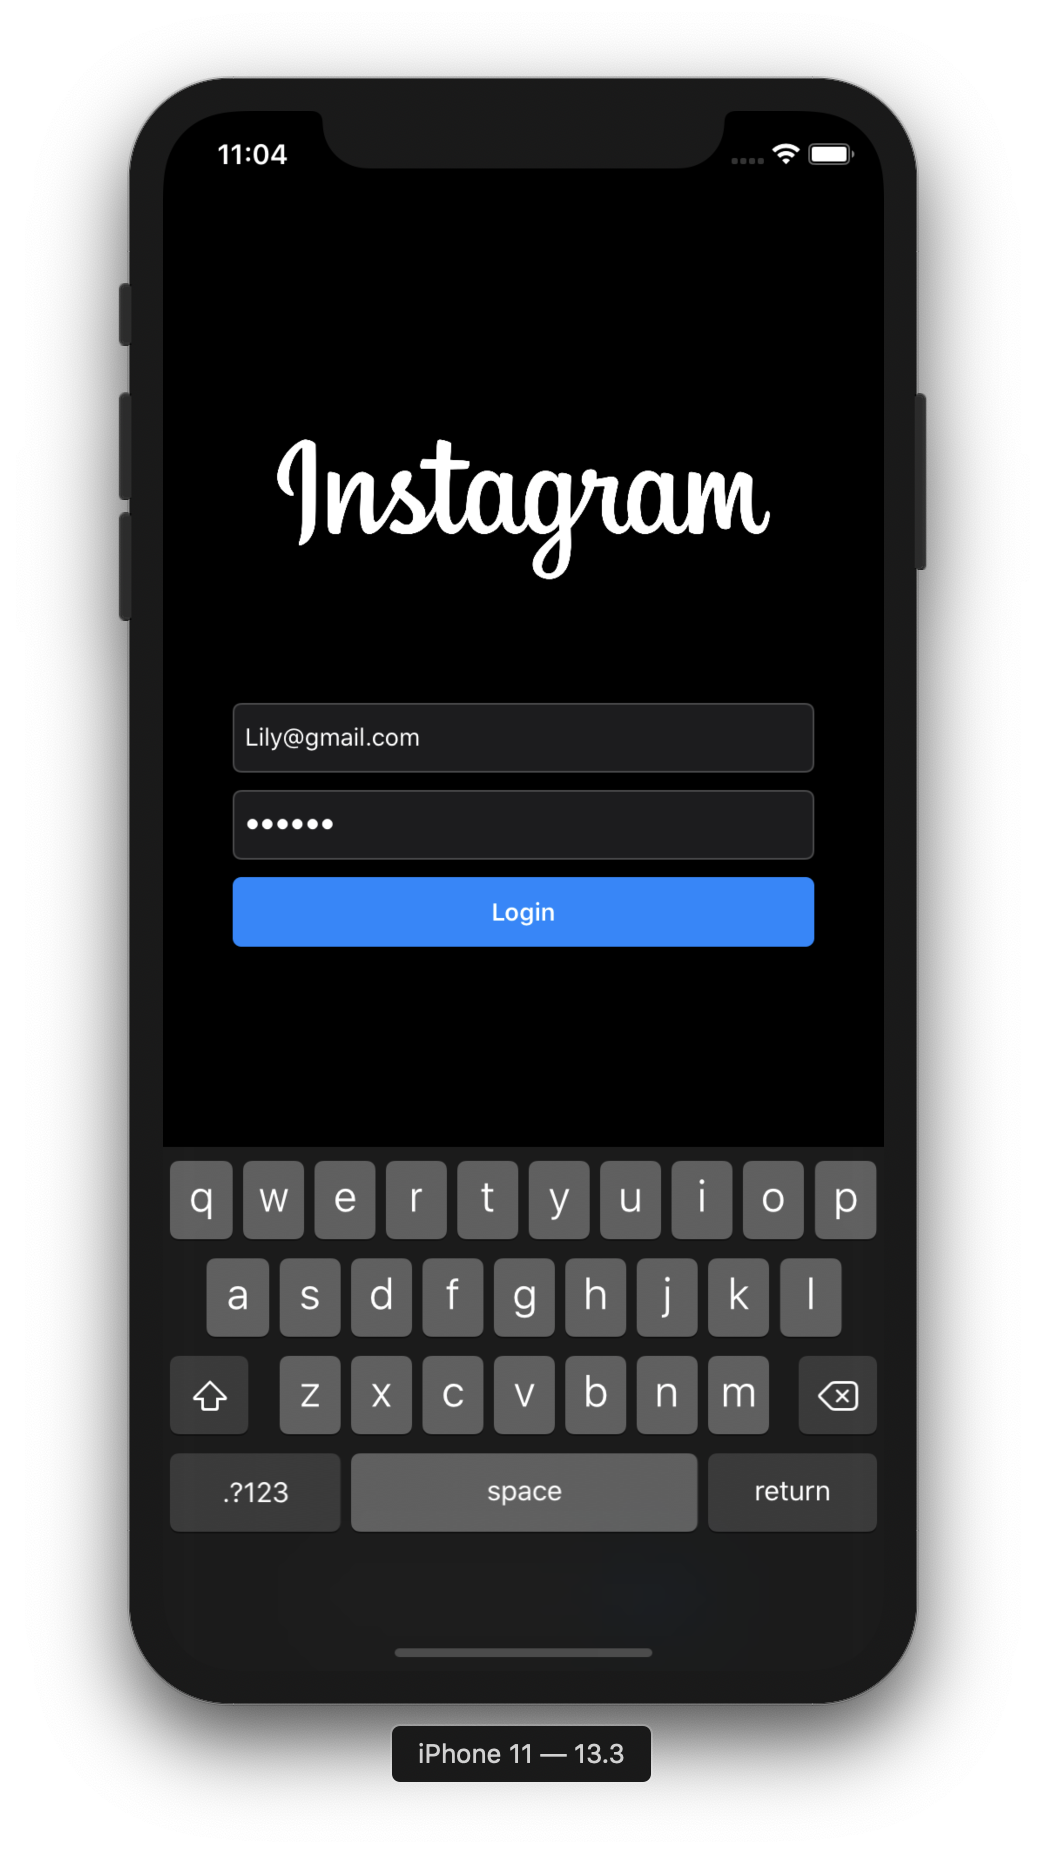 11:04
Instagram
Lily@gmail.com
••••••
Login
q w e r t y u i o p
a s d f g h j k l
z x c v b n m
.?123 space return
iPhone 11 — 13.3